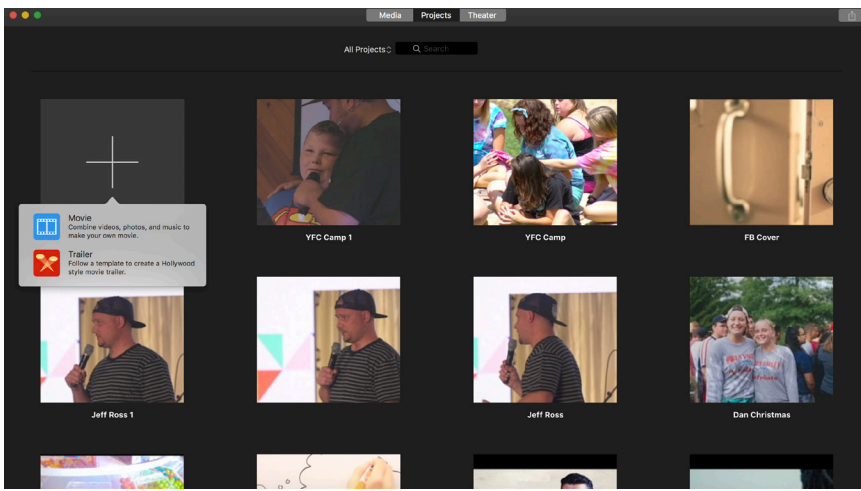 Media Projects Theater
All Projects Search
Movie
Combine videos, photos, and music to
make your own movie.
Trailer
Follow a template to create a Hollywood
style movie trailer.
YFC Camp 1
YFC Camp
FB Cover
Jeff Ross 1
Jeff Ross
Dan Christmas